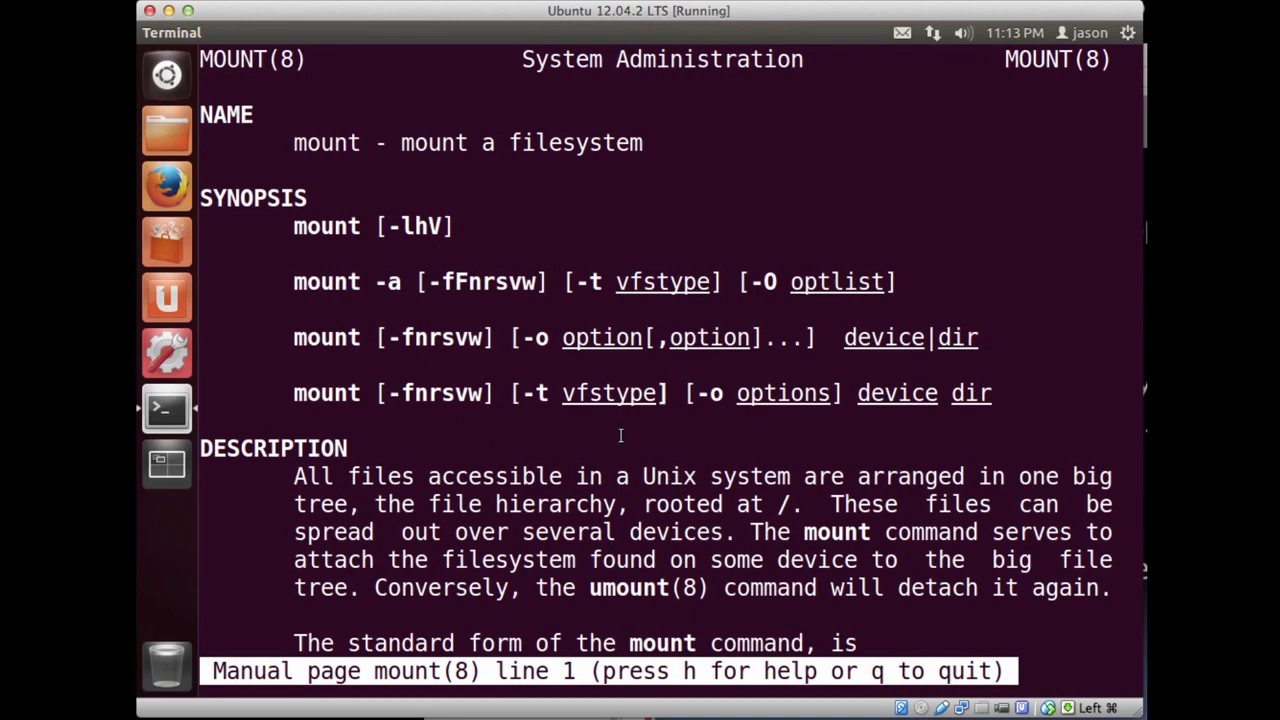 Ubuntu 12.04.2 LTS [Running]
Terminal 11:13 PM jason
MOUNT(8) System Administration MOUNT(8)
NAME
mount - mount a filesystem
SYNOPSIS
mount [-lhV]
mount -a [-fFnrsvw] [-t vfstype] [-O optlist]
mount [-fnrsvw] [-o option[,option]...] device|dir
mount [-fnrsvw] [-t vfstype] [-o options] device dir
DESCRIPTION
All files accessible in a Unix system are arranged in one big
tree, the file hierarchy, rooted at /. These files can be
spread out over several devices. The mount command serves to
attach the filesystem found on some device to the big file
tree. Conversely, the umount(8) command will detach it again.
The standard form of the mount command, is
Manual page mount(8) line 1 (press h for help or q to quit)
Left ⌘